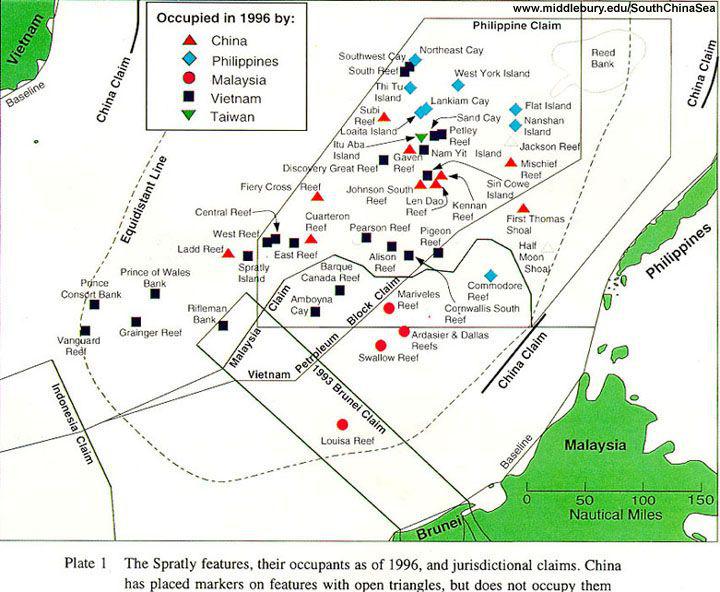 www.middlebury.edu/SouthChinaSea
Occupied in 1996 by:
China
Philippines
Malaysia
Vietnam
Taiwan
Vietnam
Baseline
China Claim
Equidistant Line
Philippine Claim
Reed
Bank
China Claim
Southwest Cay
Northeast Cay
South Reef
Thi Tu
Island
West York Island
Subi
Reef
Lankiam Cay
Loaita Island
Sand Cay
Flat Island
Nanshan
Island
Itu Aba
Island
Petley
Reef
Jackson Reef
Gaven
Reef
Nam Yit Island
Mischief
Reef
Discovery Great Reef
Sin Cowe
Island
Fiery Cross Reef
Johnson South
Reef
Len Dao
Reef
Kennan
Reef
First Thomas
Shoal
Central Reef
Cuarteron
Reef
West Reef
East Reef
Pearson Reef
Pigeon
Reef
Half
Moon
Shoal
Ladd Reef
Spratly
Island
Alison
Reef
Philippines
Prince
Consort Bank
Prince of Wales
Bank
Barque
Canada Reef
Commodore
Reef
Amboyna
Cay
Mariveles
Reef
Cornwallis South
Reef
Rifleman
Bank
Vanguard
Reef
Grainger Reef
Ardasier & Dallas
Reefs
Swallow Reef
Malaysia Claim
Vietnam Petroleum Block Claim
China Claim
1993 Brunei Claim
Indonesia
Claim
Louisa Reef
Baseline
Malaysia
Brunei
0 50 100 150
Nautical Miles
Plate 1 The Spratly features, their occupants as of 1996, and jurisdictional claims. China
has placed markers on features with open triangles, but does not occupy them